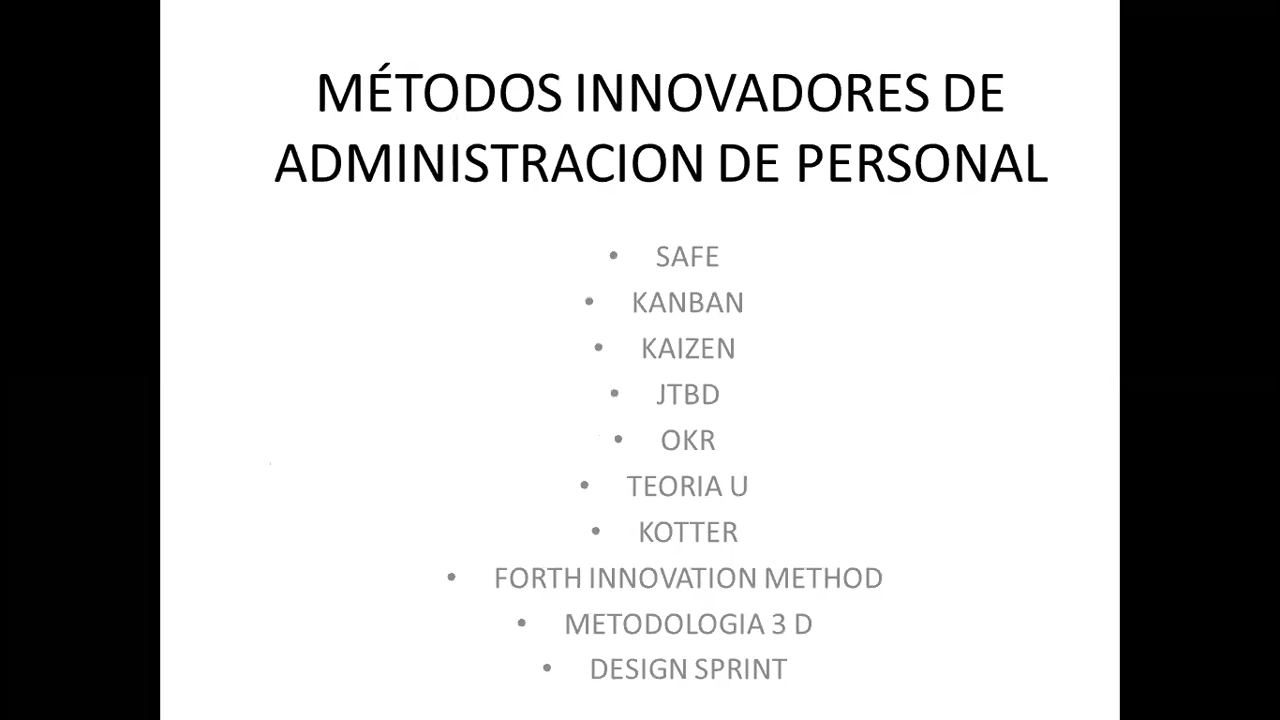 MÉTODOS INNOVADORES DE
ADMINISTRACION DE PERSONAL
• SAFE
• KANBAN
• KAIZEN
• JTBD
• OKR
• TEORIA U
• KOTTER
• FORTH INNOVATION METHOD
• METODOLOGIA 3 D
• DESIGN SPRINT